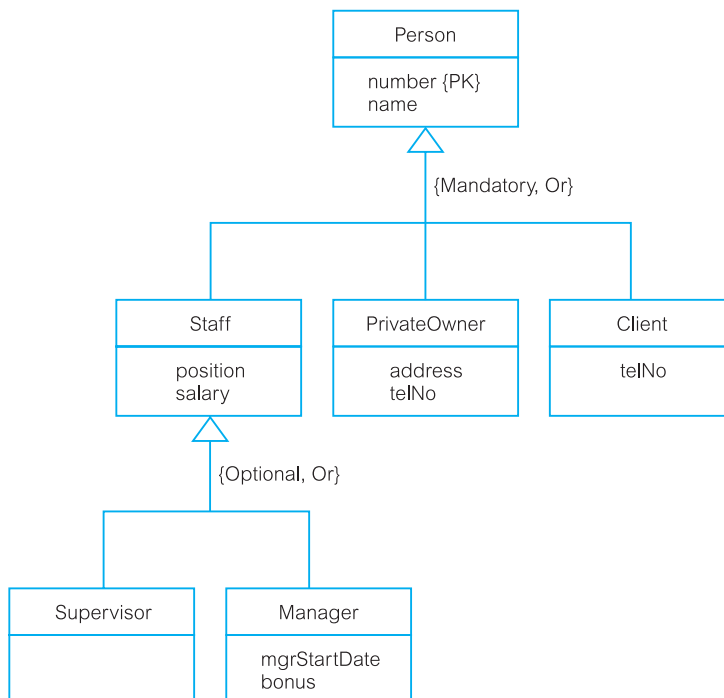 Person
number {PK}
name
{Mandatory, Or}
Staff
position
salary
PrivateOwner
address
telNo
Client
telNo
{Optional, Or}
Supervisor
Manager
mgrStartDate
bonus